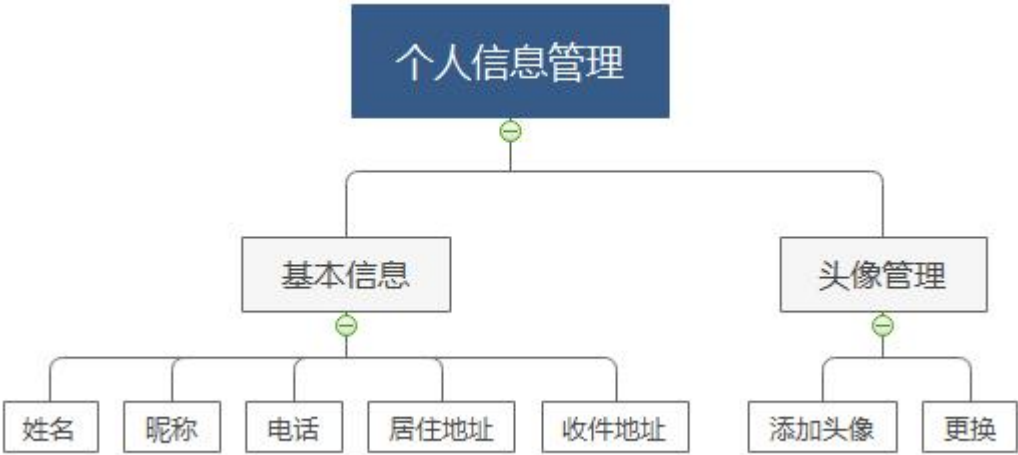 个人信息管理
基本信息
头像管理
姓名
昵称
电话
居住地址
收件地址
添加头像
更换